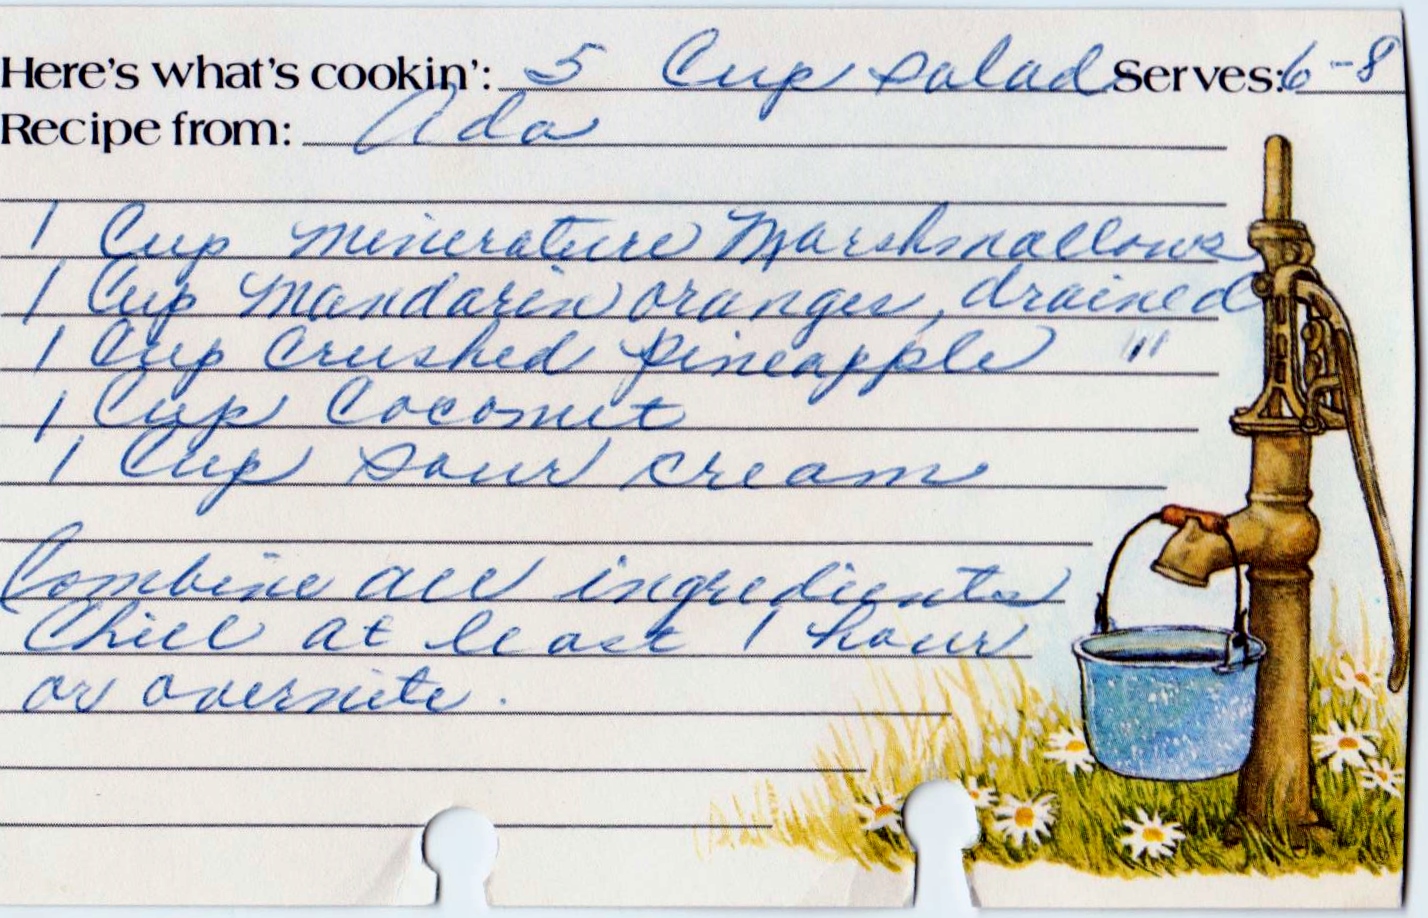 Here's what's cookin': 5 Cup Salad Serves: 6-8
Recipe from: Ada
1 Cup minerature Marshmallows
1 Cup Mandarin oranges, drained
1 Cup Crushed Pineapple "
1 Cup Coconut
1 Cup Sour cream
Combine all ingredients
Chill at least 1 hour
or overnite.